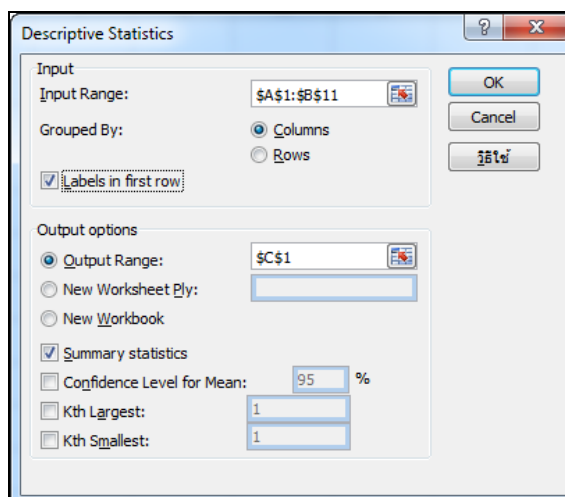 Descriptive Statistics
Input
Input Range:
$A$1:$B$11
Grouped By:
Columns
Rows
Labels in first row
OK
Cancel
วิธีใช้
Output options
Output Range:
$C$1
New Worksheet Ply:
New Workbook
Summary statistics
Confidence Level for Mean:
95 %
Kth Largest:
1
Kth Smallest:
1